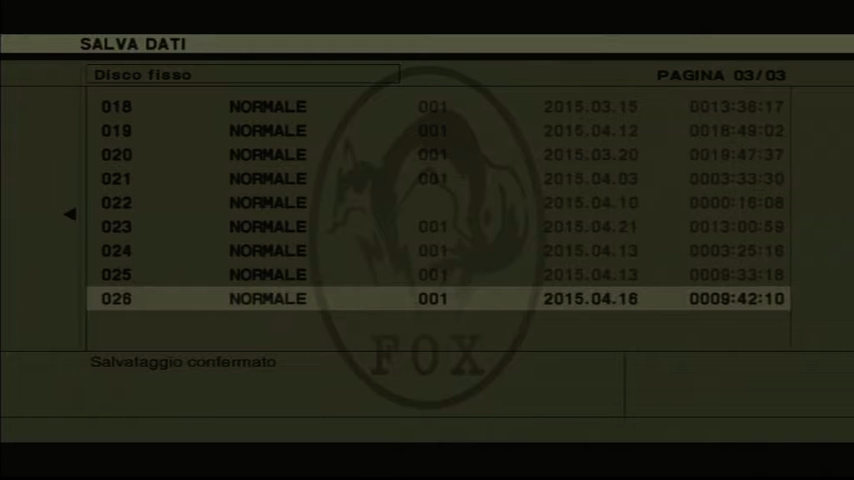 SALVA DATI
Disco fisso PAGINA 03/03
018 NORMALE 001 2015.03.15 0013:36:17
019 NORMALE 001 2015.04.12 0018:49:02
020 NORMALE 001 2015.03.20 0019:47:37
021 NORMALE 001 2015.04.03 0003:33:30
022 NORMALE 2015.04.10 0000:16:08
023 NORMALE 001 2015.04.21 0013:00:59
024 NORMALE 001 2015.04.13 0003:25:16
025 NORMALE 001 2015.04.13 0009:33:18
026 NORMALE 001 2015.04.16 0009:42:10
Salvataggio confermato
FOX